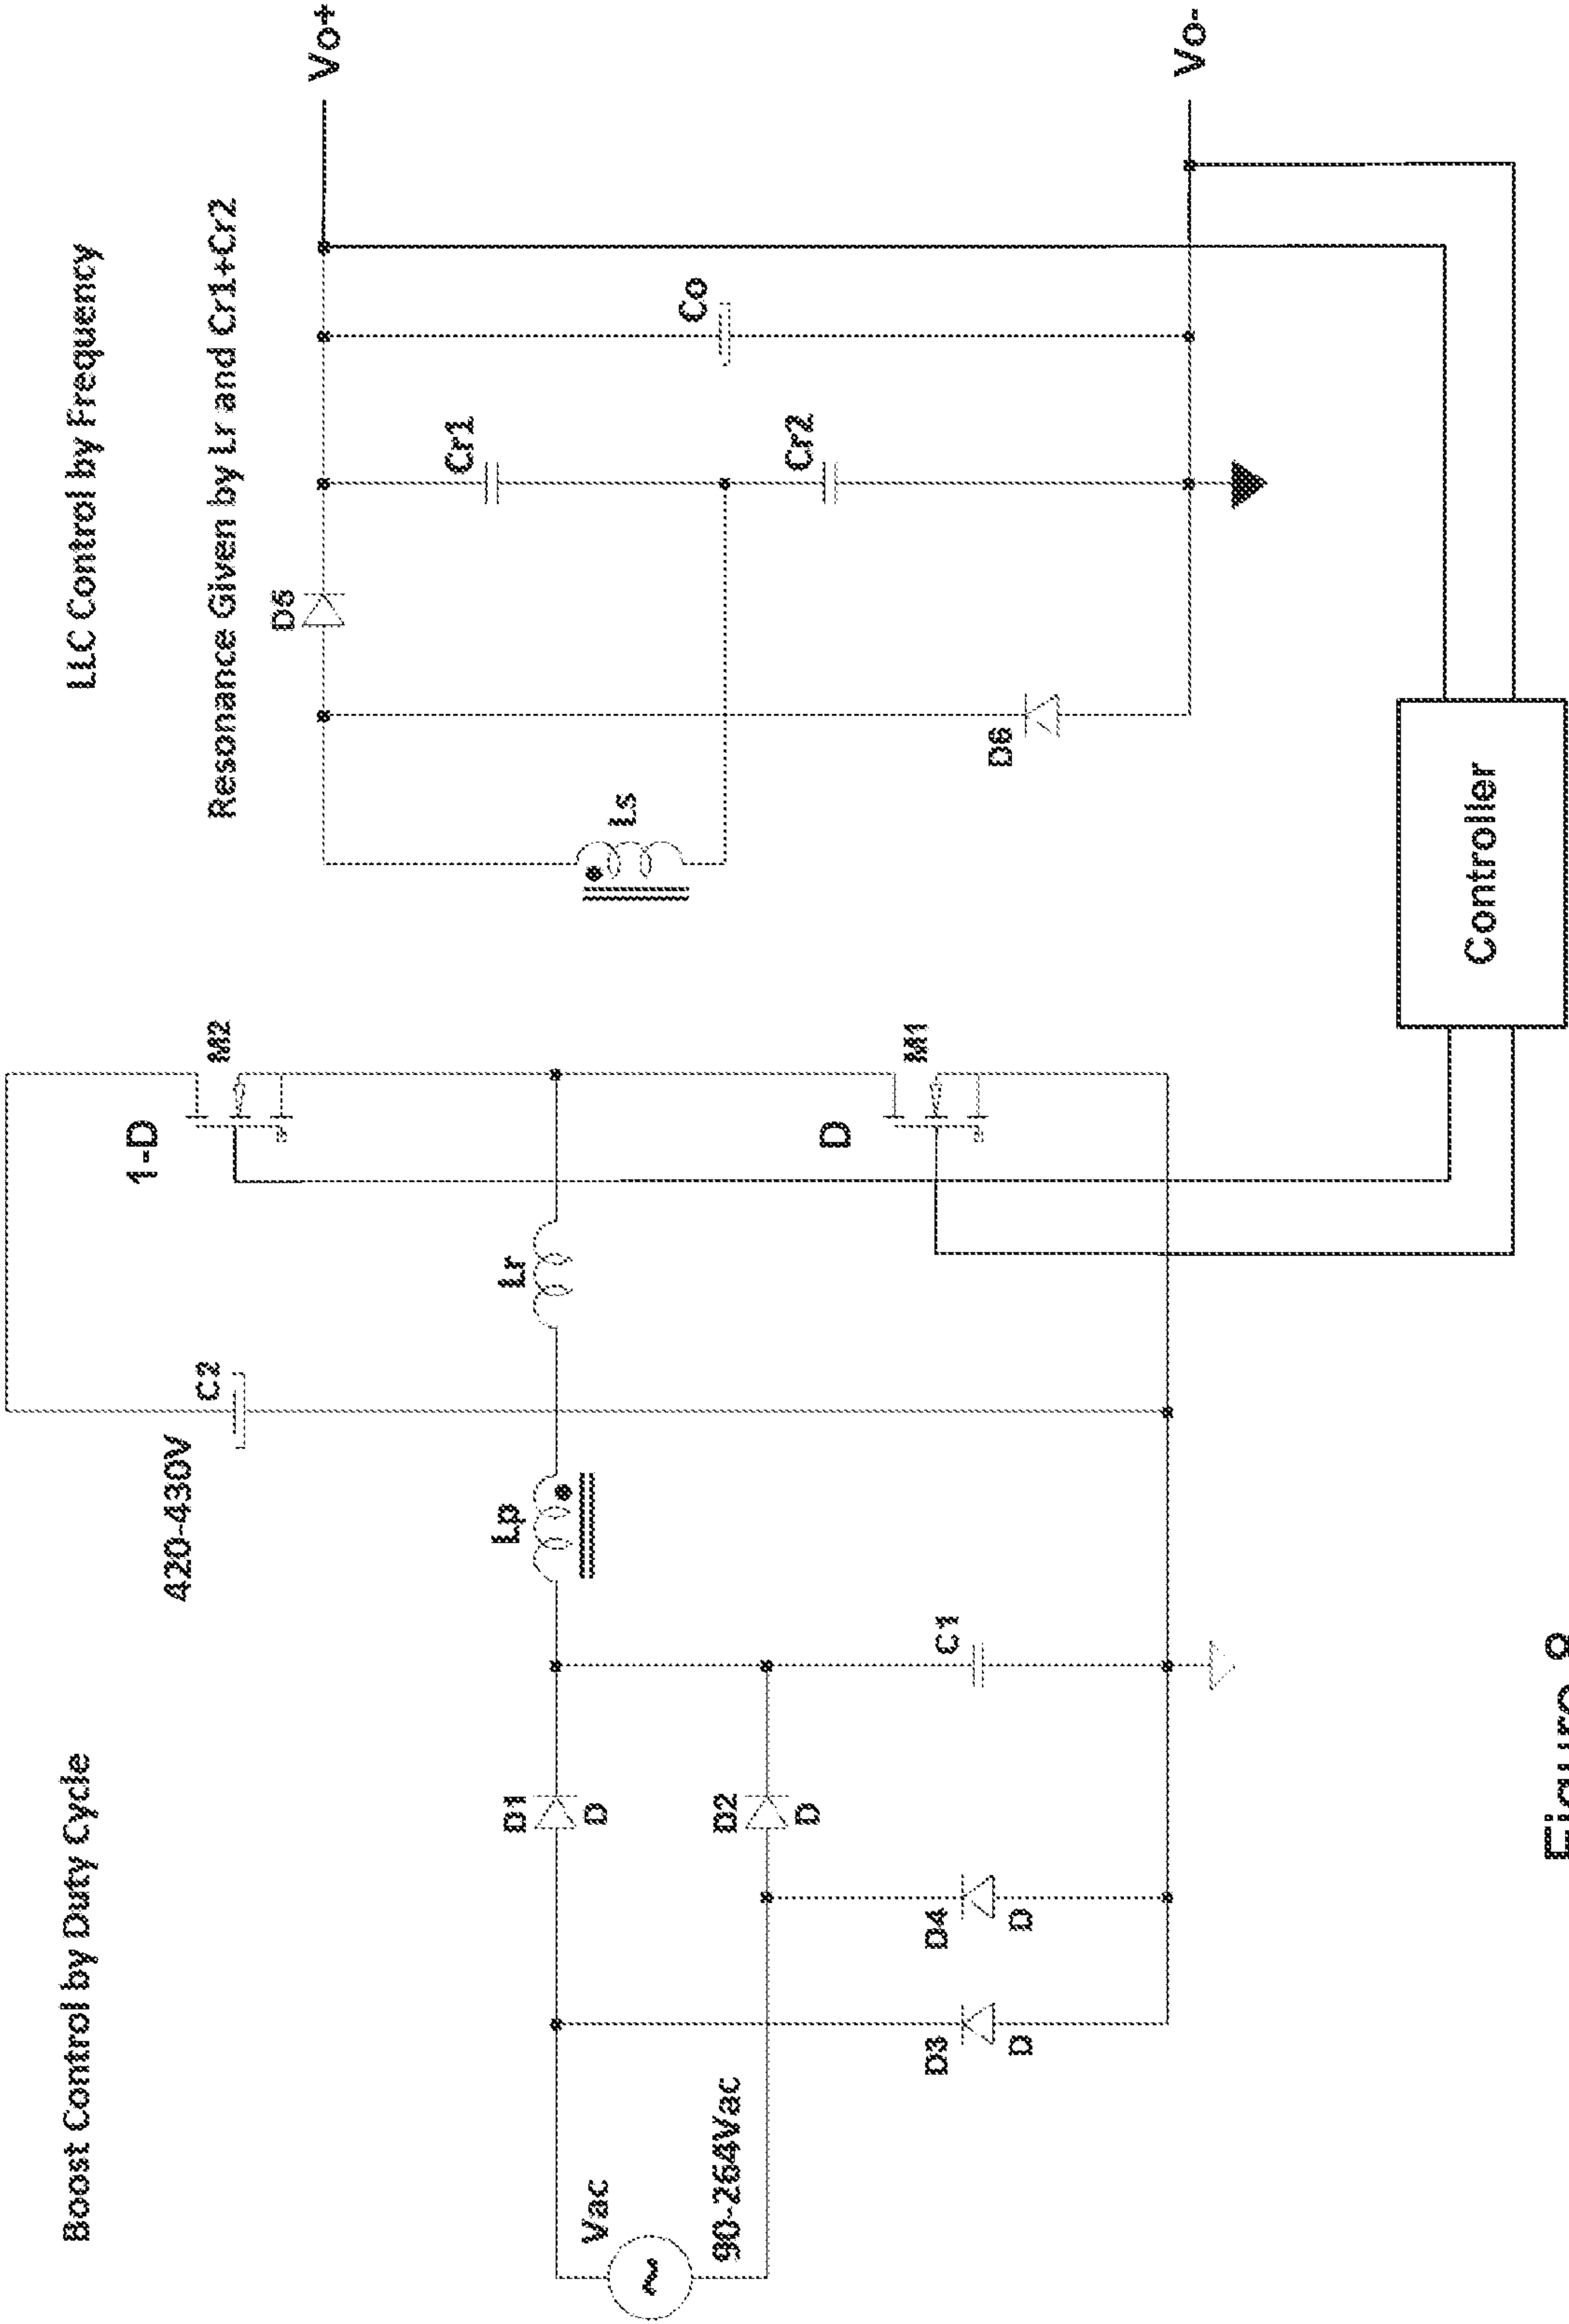 Boost Control by Duty Cycle
LLC Control by Frequency
Resonance Given by Lr and Cr1+Cr2
420-430V
C2
1-D
M2
D5
Vo+
Cr1
Vac
D1
D
Lp
Lr
Ls
Co
90-264Vac
D2
D
Cr2
D
M1
D3
D
D4
D
C1
D6
Vo-
Controller